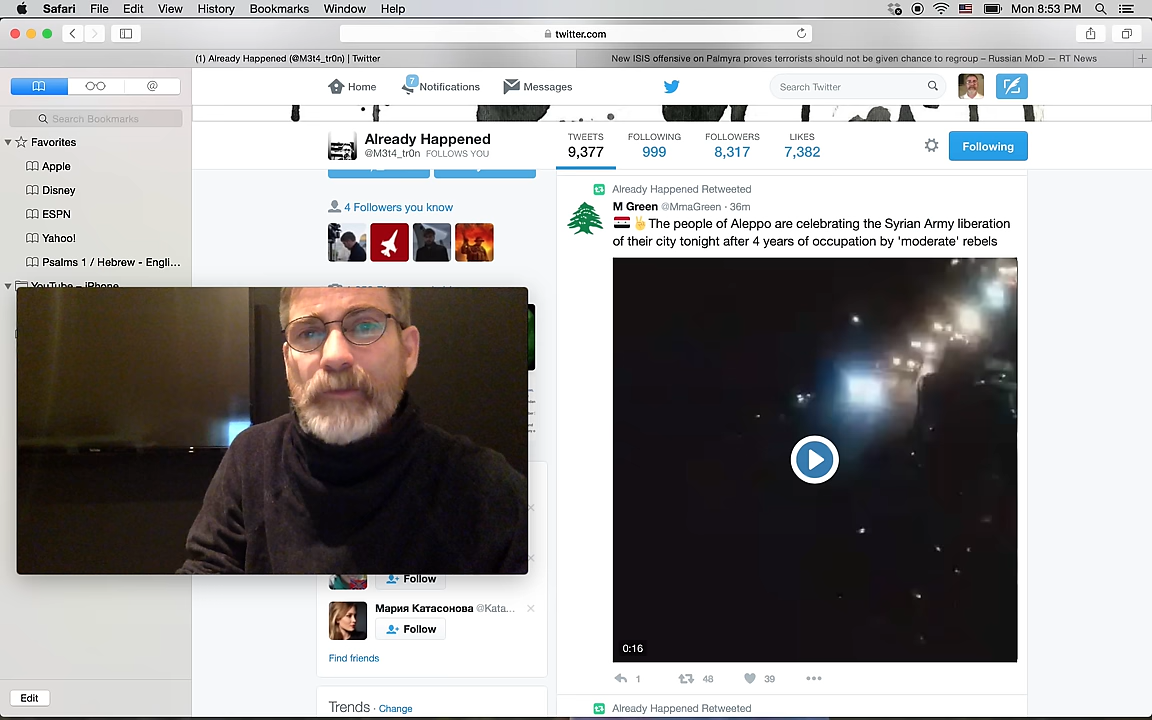 Safari File Edit View History Bookmarks Window Help Mon 8:53 PM
twitter.com
(1) Already Happened (@M3t4_tr0n) | Twitter New ISIS offensive on Palmyra proves terrorists should not be given chance to regroup – Russian MoD — RT News
Home 7 Notifications Messages Search Twitter
Search Bookmarks
Favorites
Apple
Disney
ESPN
Yahoo!
Psalms 1 / Hebrew - Engli...
YouTube – iPhone
Edit
Already Happened
@M3t4_tr0n FOLLOWS YOU
TWEETS FOLLOWING FOLLOWERS LIKES
9,377 999 8,317 7,382
Following
4 Followers you know
Follow
Мария Катасонова @Kata...
Follow
Find friends
Trends · Change
Already Happened Retweeted
M Green @MmaGreen · 36m
The people of Aleppo are celebrating the Syrian Army liberation
of their city tonight after 4 years of occupation by 'moderate' rebels
0:16
1 48 39
Already Happened Retweeted